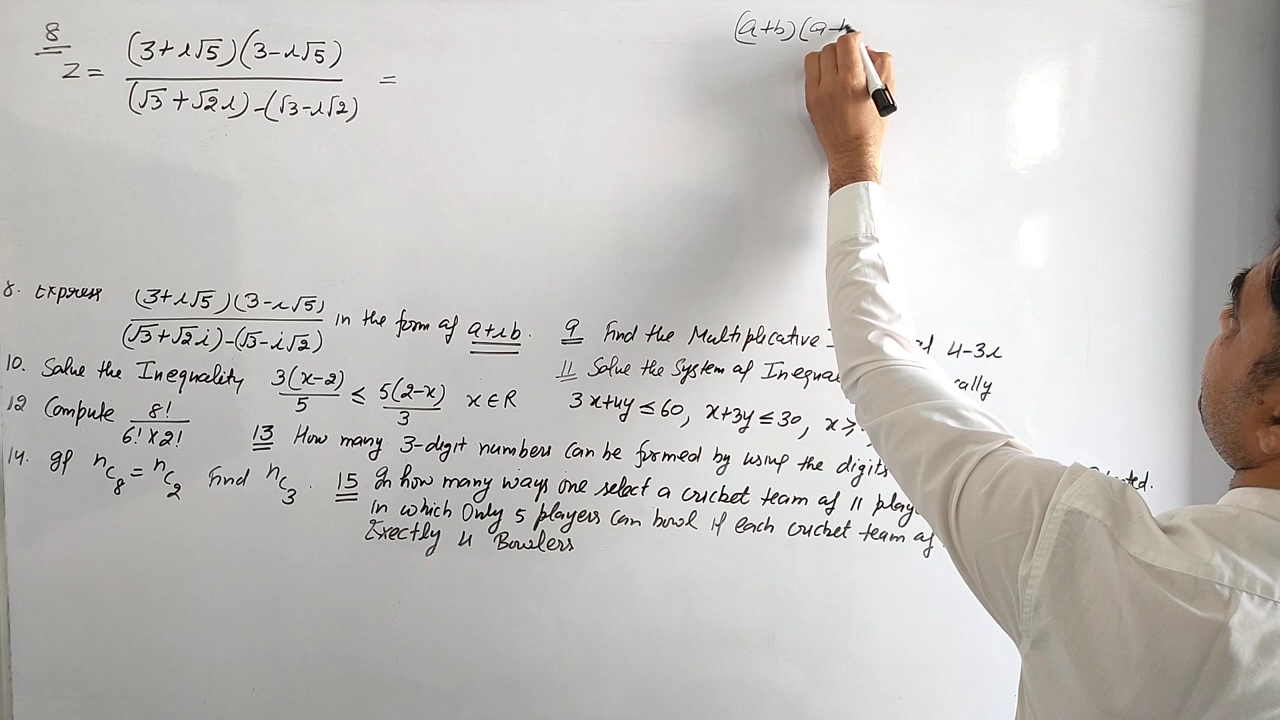 8
(a+b)(a-b
Z = (3+i√5)(3-i√5) / (√3+√2i)-(√3-i√2) =
8. Express (3+i√5)(3-i√5) / (√3+√2i)-(√3-i√2) in the form of a+ib. 9 Find the Multiplicative of 4-3i
10. Solve the Inequality 3(x-2)/5 ≤ 5(2-x)/3 x∈R 11 Solve the System of
3x+4y ≤ 60, x+3y ≤ 30, x ≥
12 Compute 8! / 6! X 2! 13 How many 3-digit numbers can be formed by using the digits
14. If nC8 = nC2 Find nC3. 15 In how many ways one select a cricket team of 11
in which Only 5 players can bowl if each cricket team of
Exectly 4 Bowlers